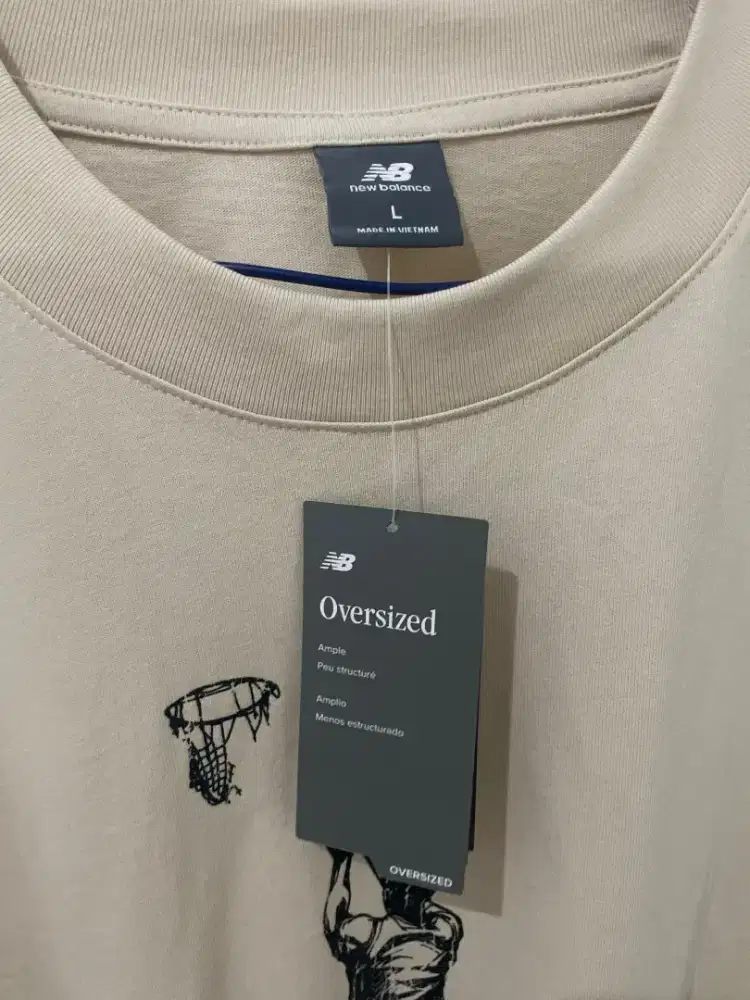 NB
new balance
L
MADE IN VIETNAM
NB
Oversized
Ample
Peu structuré
Amplio
Menos estructurado
OVERSIZED